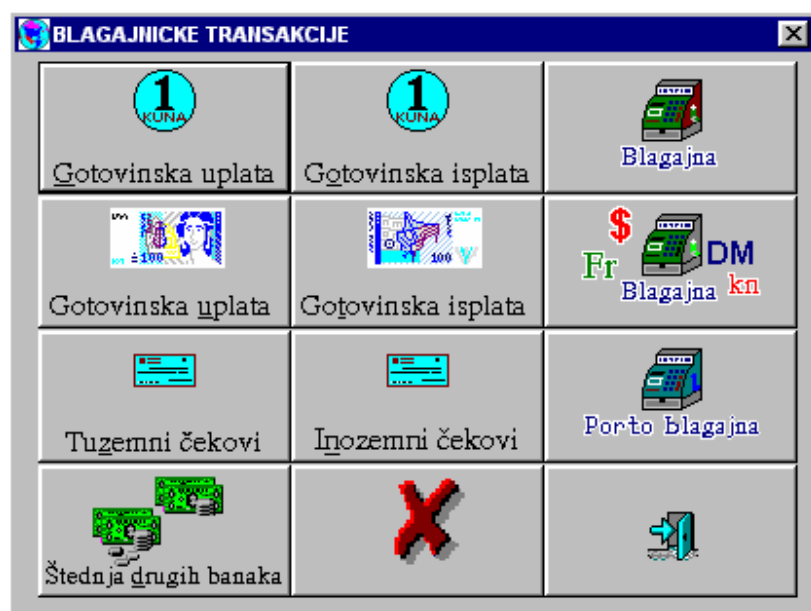 BLAGAJNICKE TRANSAKCIJE
1
KUNA
Gotovinska uplata
1
KUNA
Gotovinska isplata
Blagajna
100
Gotovinska uplata
100
Gotovinska isplata
$
Fr
DM
kn
Blagajna
Tuzemni čekovi
Inozemni čekovi
Porto blagajna
Štednja drugih banaka